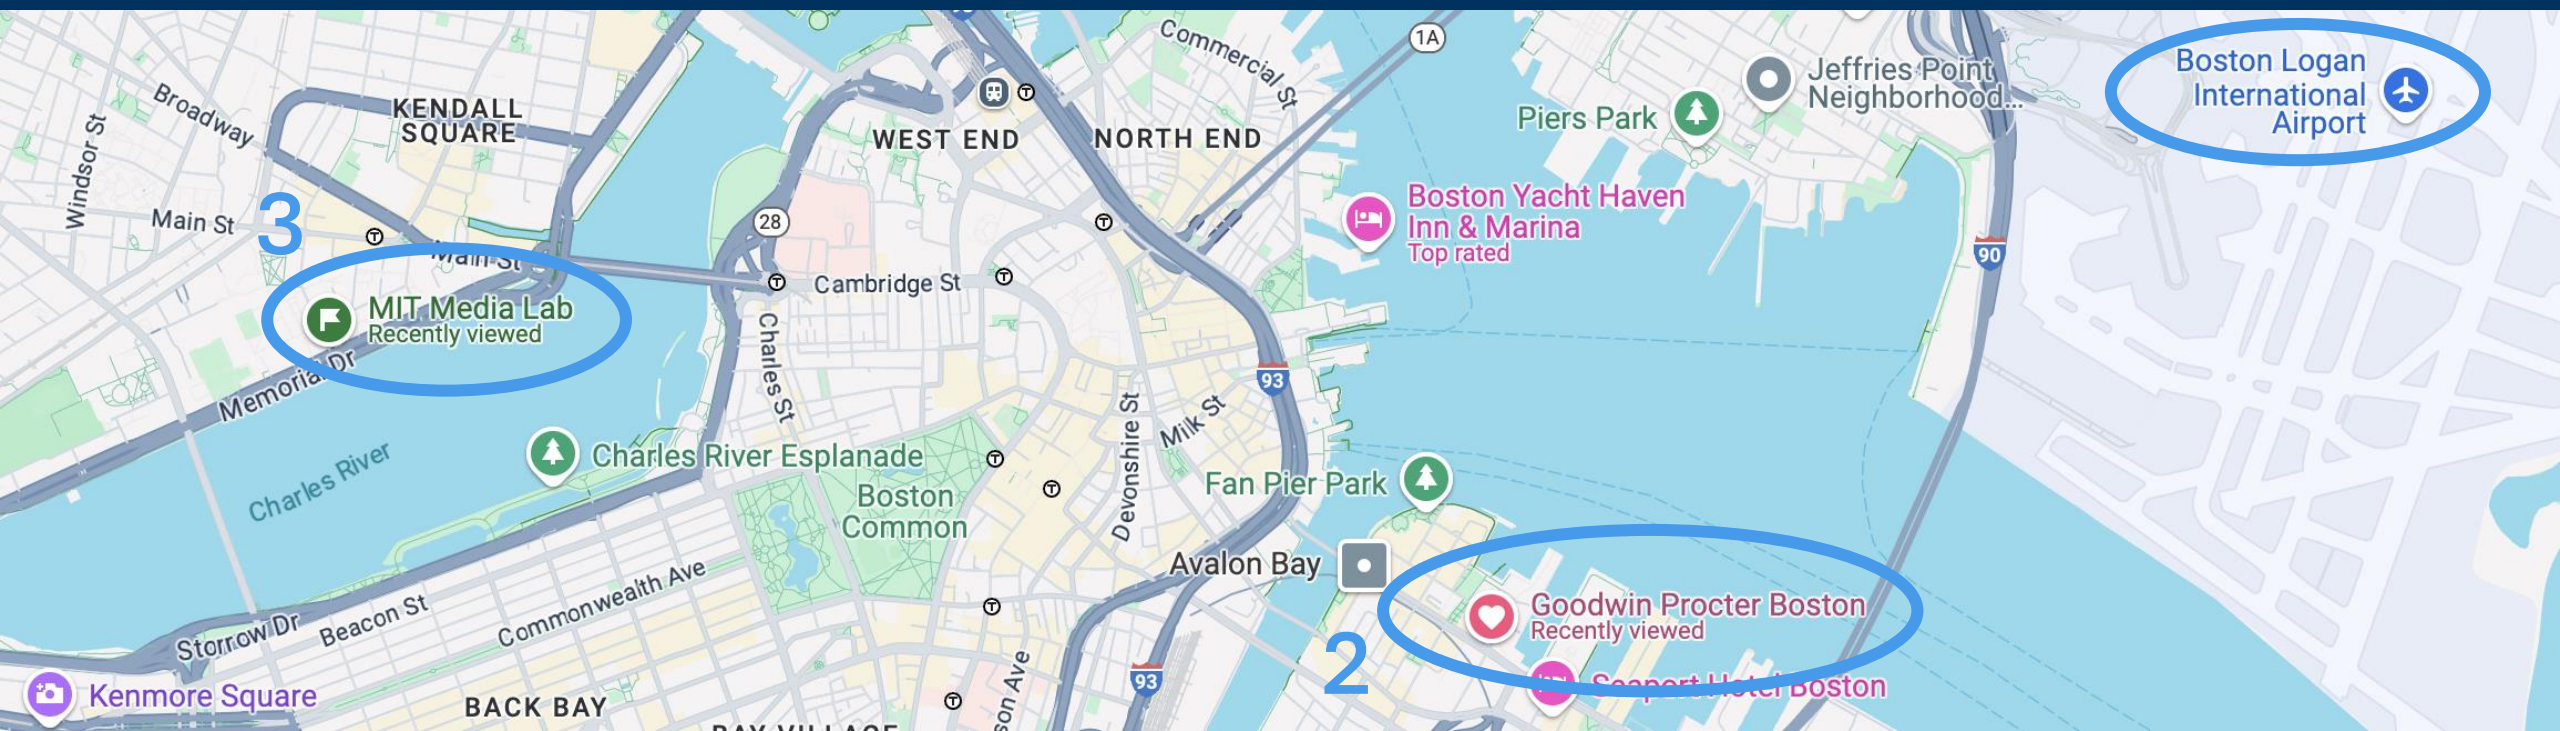 1A
Commercial St
Jeffries Point
Neighborhood...
Boston Logan
International
Airport
Broadway
KENDALL
SQUARE
Piers Park
WEST END
NORTH END
Windsor St
Main St
3
28
Boston Yacht Haven
Inn & Marina
Top rated
Main St
Cambridge St
90
MIT Media Lab
Recently viewed
Memorial Dr
Charles St
93
Devonshire St
Milk St
Charles River
Charles River Esplanade
Boston
Common
Fan Pier Park
Avalon Bay
Goodwin Procter Boston
Recently viewed
2
Seaport Hotel Boston
Storrow Dr
Beacon St
Commonwealth Ave
93
Kenmore Square
BACK BAY
son Ave
BAY VILLAGE